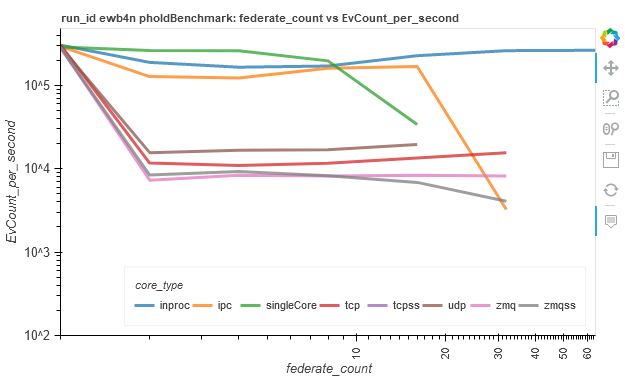 run_id ewb4n pholdBenchmark: federate_count vs EvCount_per_second
EvCount_per_second
10^5
10^4
10^3
10^2
core_type
inproc ipc singleCore tcp tcpss udp zmq zmqss
10 20 30 40 50 60
federate_count